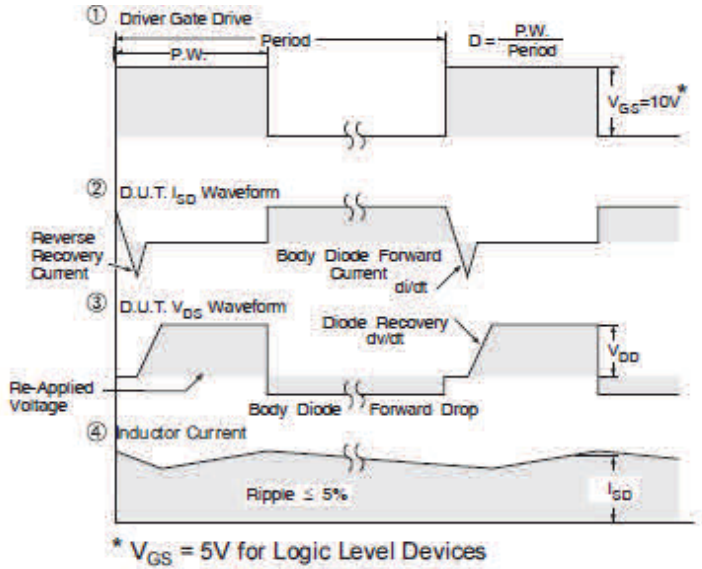 ① Driver Gate Drive
P.W.
Period
D = P.W.
Period
V_GS=10V*
② D.U.T. I_SD Waveform
Reverse
Recovery
Current
Body Diode Forward
Current
di/dt
③ D.U.T. V_DS Waveform
Diode Recovery
dv/dt
V_DD
Re-Applied
Voltage
Body Diode Forward Drop
④ Inductor Current
Ripple ≤ 5%
I_SD
* V_GS = 5V for Logic Level Devices